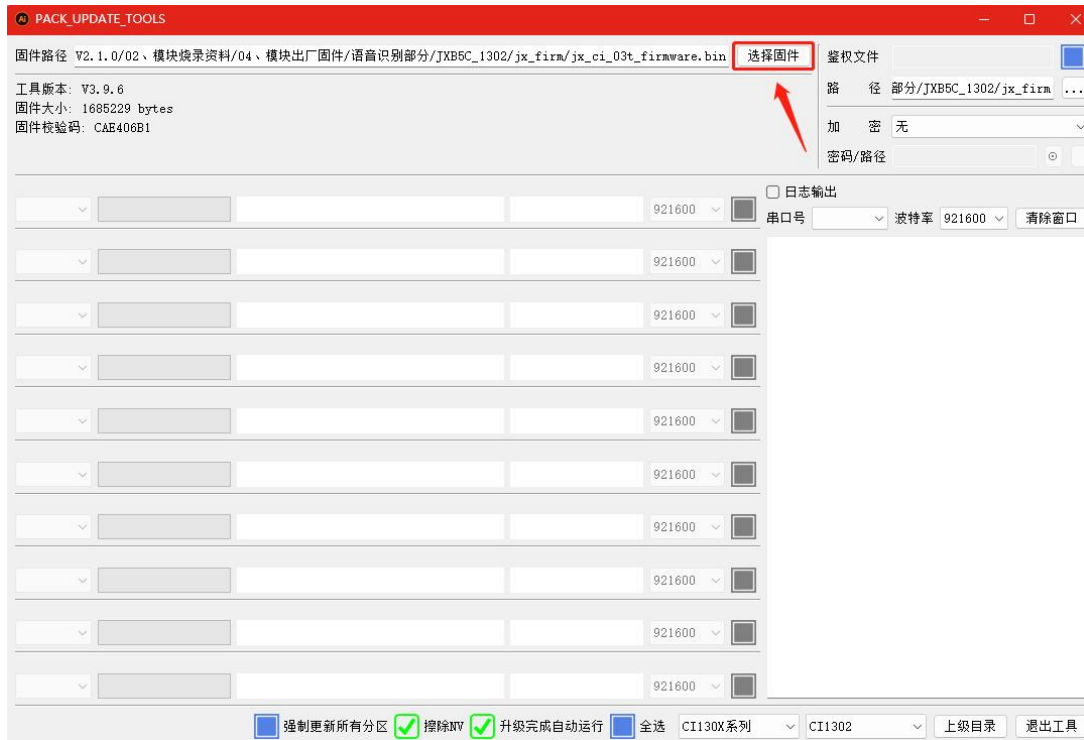 PACK_UPDATE_TOOLS
固件路径 V2.1.0/02、模块烧录资料/04、模块出厂固件/语音识别部分/JXB5C_1302/jx_firm/jx_ci_03t_firmware.bin 选择固件
鉴权文件
工具版本: V3.9.6
固件大小: 1685229 bytes
固件校验码: CAE406B1
路 径 部分/JXB5C_1302/jx_firm ...
加 密 无
密码/路径
日志输出
串口号 波特率 921600 清除窗口
921600
921600
921600
921600
921600
921600
921600
921600
921600
921600
强制更新所有分区 擦除NV 升级完成自动运行 全选 CI130X系列 CI1302 上级目录 退出工具